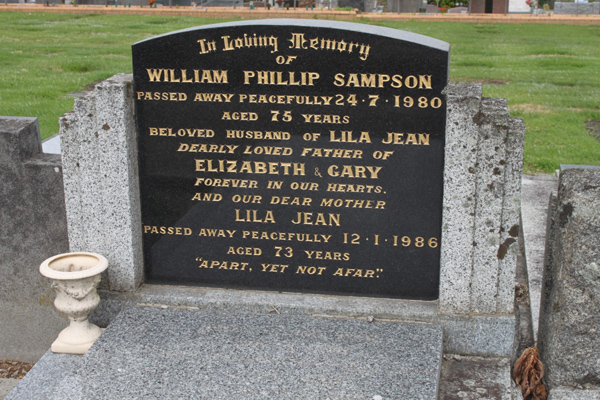 In Loving Memory
OF
WILLIAM PHILLIP SAMPSON
PASSED AWAY PEACEFULLY 24-7-1980
AGED 75 YEARS
BELOVED HUSBAND OF LILA JEAN
DEARLY LOVED FATHER OF
ELIZABETH & GARY
FOREVER IN OUR HEARTS.
AND OUR DEAR MOTHER
LILA JEAN
PASSED AWAY PEACEFULLY 12-1-1986
AGED 73 YEARS
"APART, YET NOT AFAR."